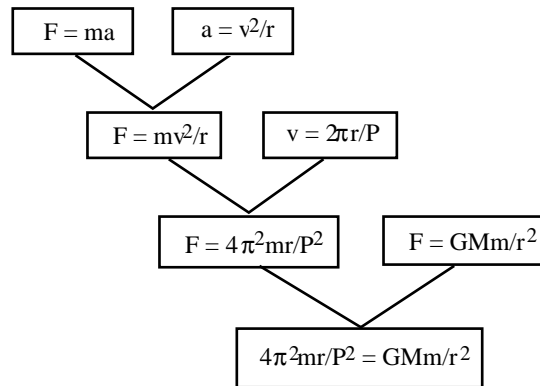 F = ma
a = v²/r
F = mv²/r
v = 2πr/P
F = 4π²mr/P²
F = GMm/r²
4π²mr/P² = GMm/r²